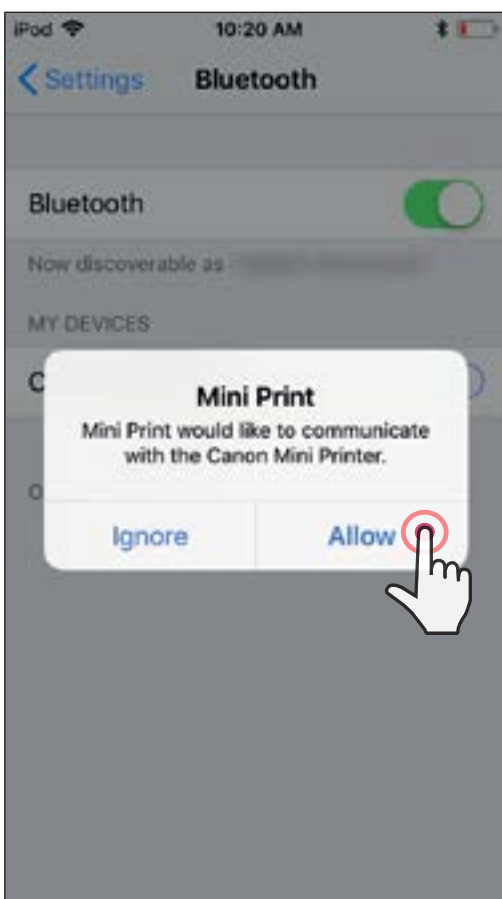 iPod 10:20 AM
Settings Bluetooth
Bluetooth
Now discoverable as
MY DEVICES
C
Mini Print
Mini Print would like to communicate
with the Canon Mini Printer.
O
Ignore Allow